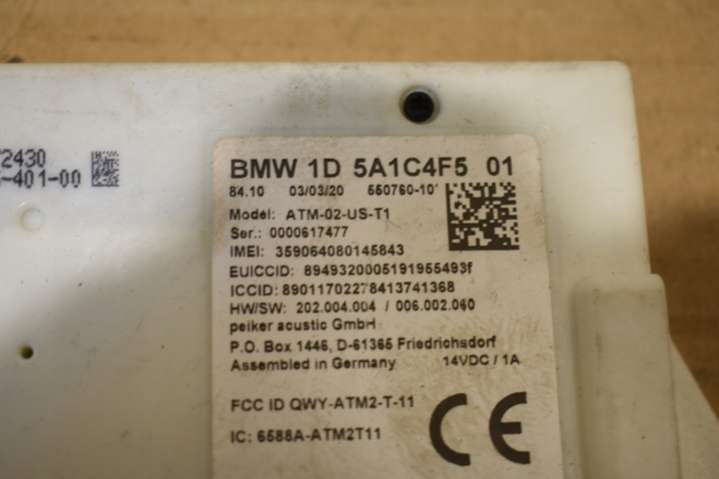 2430
-401-00
BMW 1D 5A1C4F5 01
84.10 03/03/20 550760-10
Model: ATM-02-US-T1
Ser.: 0000617477
IMEI: 359064080145843
EUICCID: 8949320005191955493f
ICCID: 89011702278413741368
HW/SW: 202.004.004 / 006.002.060
peiker acustic GmbH
P.O. Box 1446, D-61365 Friedrichsdorf
Assembled in Germany 14VDC / 1A
FCC ID QWY-ATM2-T-11
IC: 6588A-ATM2T11
CE